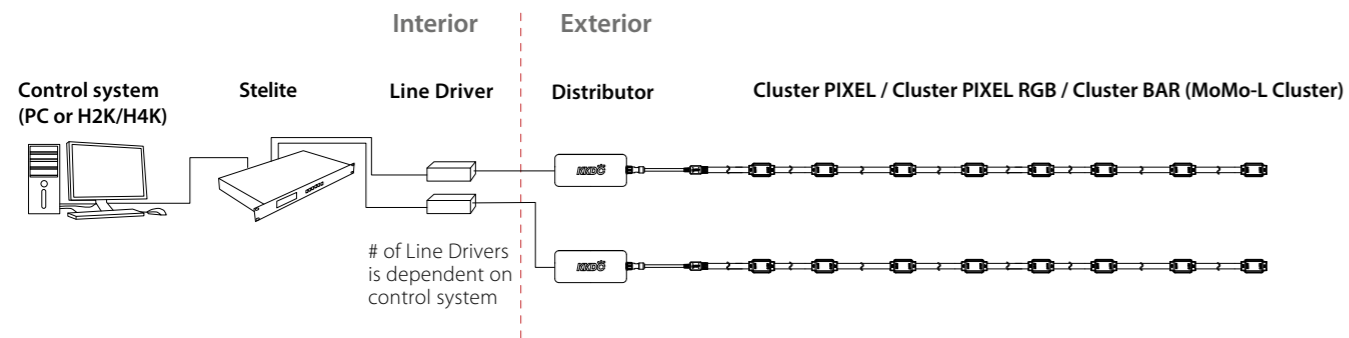 Interior
Exterior
Control system
(PC or H2K/H4K)
Stelite
Line Driver
Distributor
Cluster PIXEL / Cluster PIXEL RGB / Cluster BAR (MoMo-L Cluster)
# of Line Drivers
is dependent on
control system